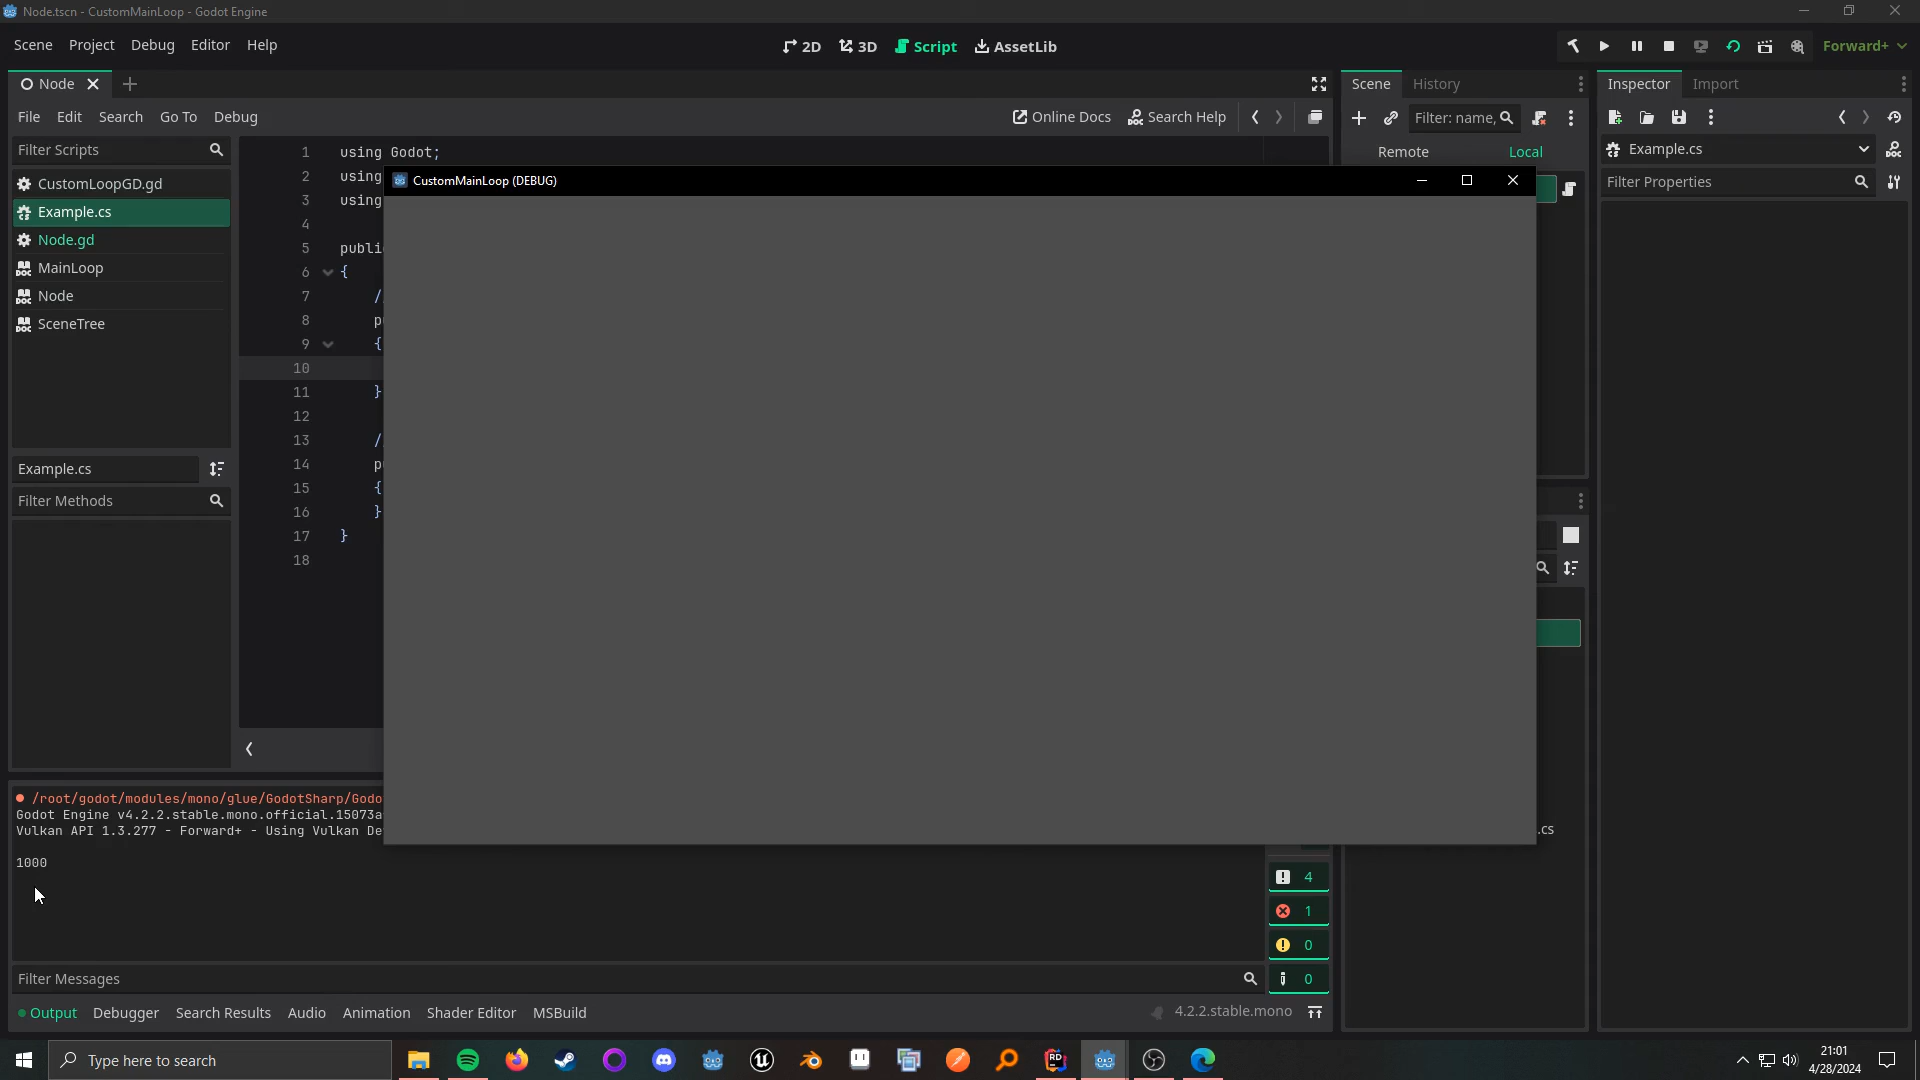 Node.tscn - CustomMainLoop - Godot Engine
Scene Project Debug Editor Help
2D 3D Script AssetLib
Forward+
Node
Scene History
Inspector Import
File Edit Search Go To Debug
Online Docs Search Help
Filter: name,
Filter Scripts
CustomLoopGD.gd
Example.cs
Node.gd
MainLoop
Node
SceneTree
Example.cs
Filter Methods
1 using Godot;
2 using
3 using
4
5 publi
6 {
7 /
8 p
9 {
10
11 }
12
13 /
14 p
15 {
16 }
17 }
18
CustomMainLoop (DEBUG)
Remote Local
Example.cs
Filter Properties
.cs
/root/godot/modules/mono/glue/GodotSharp/Godo
Godot Engine v4.2.2.stable.mono.official.15073a
Vulkan API 1.3.277 - Forward+ - Using Vulkan De
1000
4
1
0
0
Filter Messages
Output Debugger Search Results Audio Animation Shader Editor MSBuild
4.2.2.stable.mono
Type here to search
21:01
4/28/2024